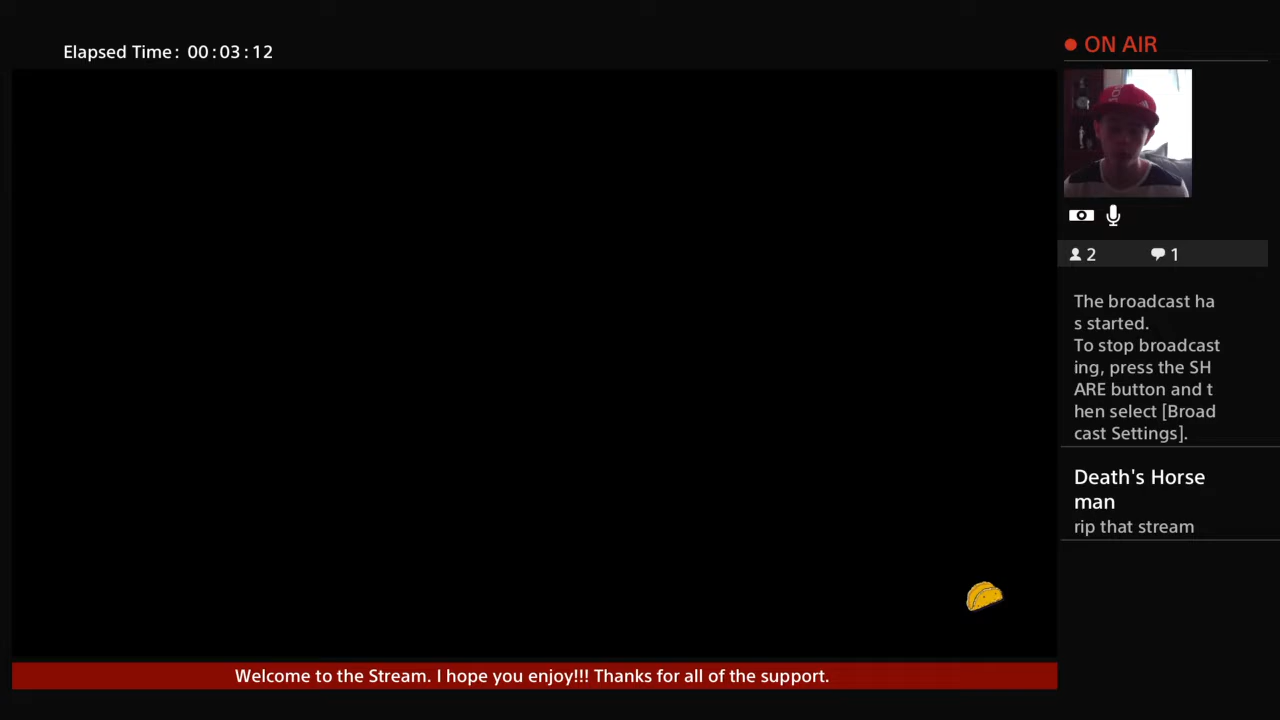 Elapsed Time: 00:03:12
ON AIR
2 1
The broadcast ha
s started.
To stop broadcast
ing, press the SH
ARE button and t
hen select [Broad
cast Settings].
Death's Horse
man
rip that stream
Welcome to the Stream. I hope you enjoy!!! Thanks for all of the support.